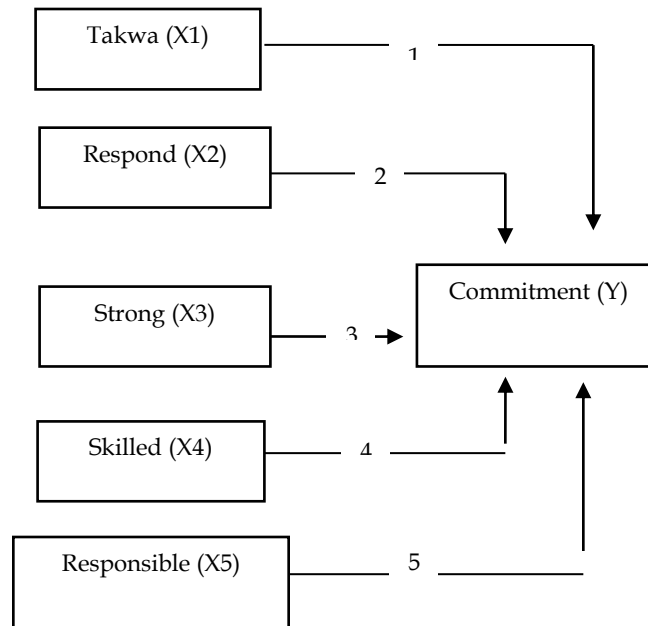 Takwa (X1)
1
Respond (X2)
2
Commitment (Y)
Strong (X3)
3
Skilled (X4)
4
Responsible (X5)
5